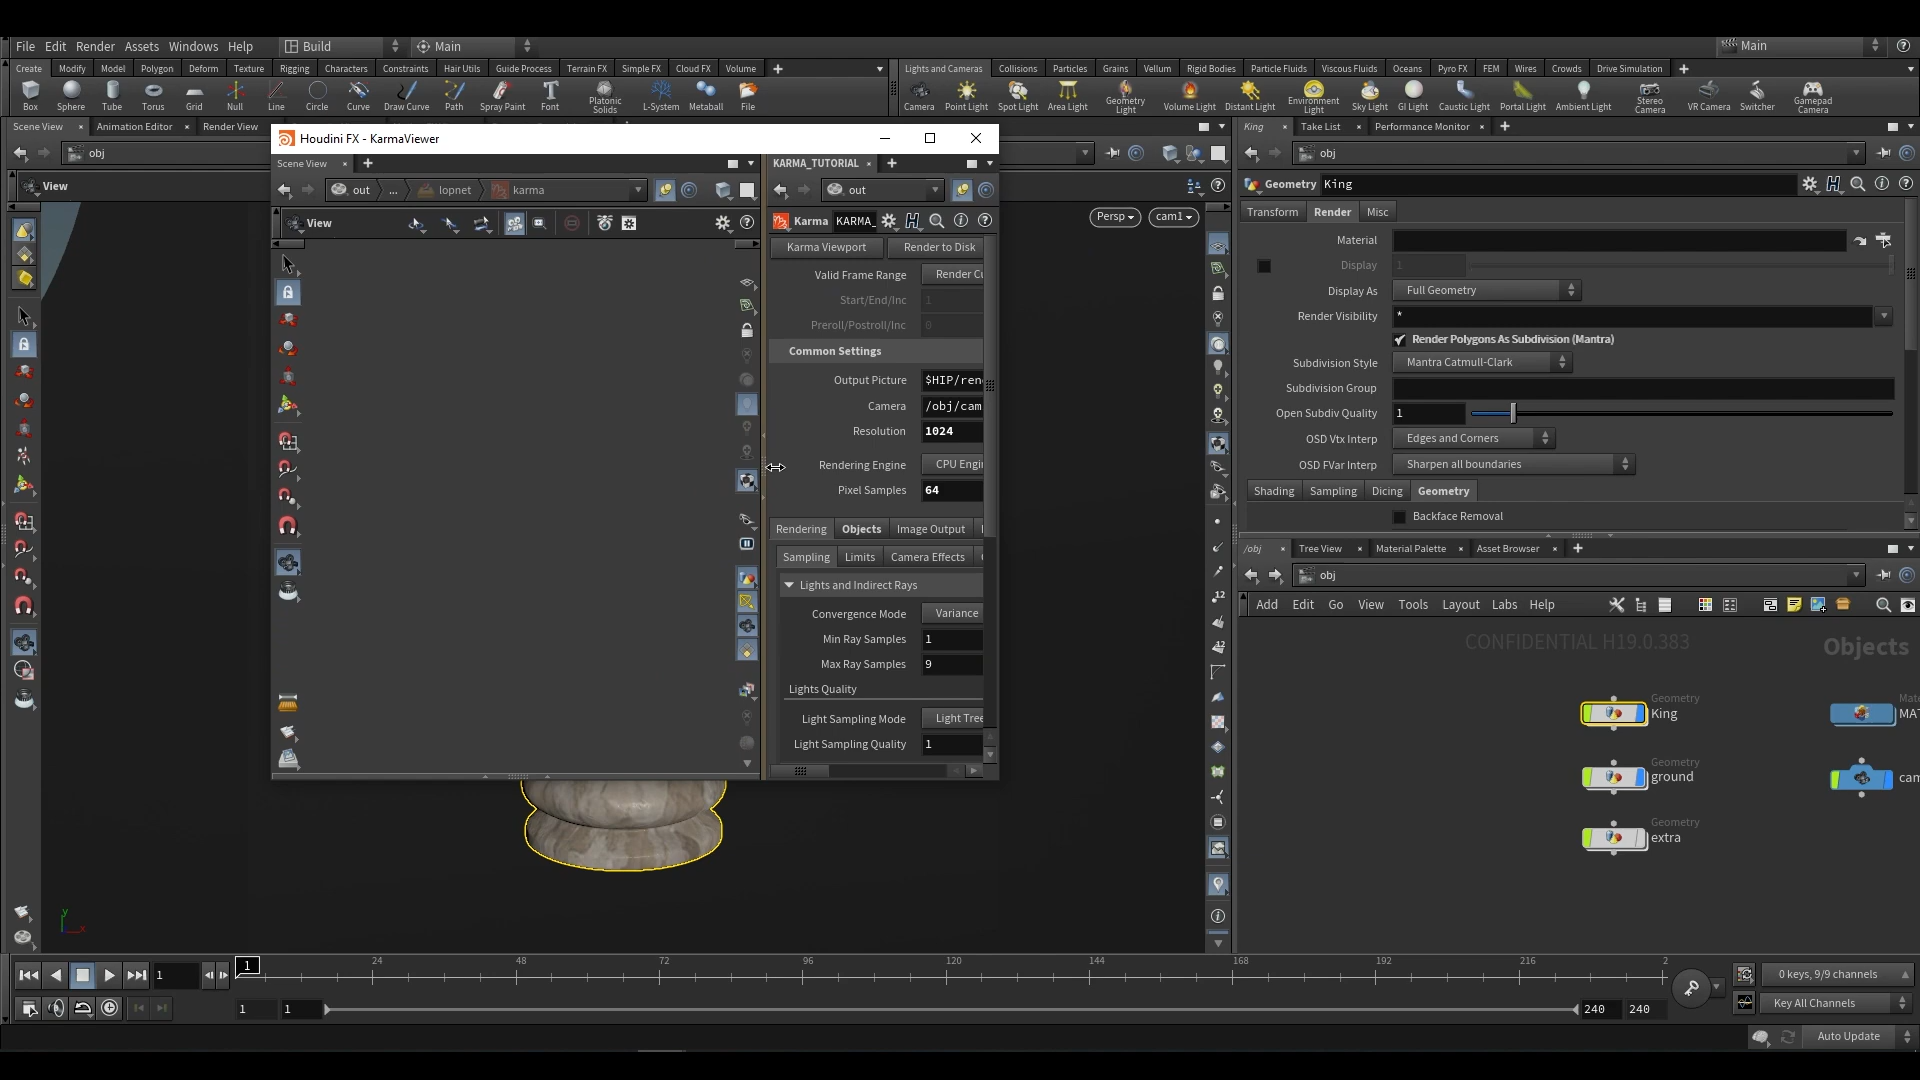 File Edit Render Assets Windows Help Build Main Main
Create Modify Model Polygon Deform Texture Rigging Characters Constraints Hair Utils Guide Process Terrain FX Simple FX Cloud FX Volume
Lights and Cameras Collisions Particles Grains Vellum Rigid Bodies Particle Fluids Viscous Fluids Oceans Pyro FX FEM Wires Crowds Drive Simulation
Box Sphere Tube Torus Grid Null Line Circle Curve Draw Curve Path Spray Paint Font Platonic Solids L-System Metaball File
Camera Point Light Spot Light Area Light Geometry Light Volume Light Distant Light Environment Light Sky Light GI Light Caustic Light Portal Light Ambient Light Stereo Camera VR Camera Switcher Gamepad Camera
Scene View Animation Editor Render View
obj
View
Persp cam1
Houdini FX - KarmaViewer
Scene View
out ... lopnet karma
View
KARMA_TUTORIAL
out
Karma KARMA_
Karma Viewport Render to Disk
Valid Frame Range Render Cu
Start/End/Inc 1
Preroll/Postroll/Inc 0
Common Settings
Output Picture $HIP/ren
Camera /obj/cam
Resolution 1024
Rendering Engine CPU Engi
Pixel Samples 64
Rendering Objects Image Output
Sampling Limits Camera Effects
Lights and Indirect Rays
Convergence Mode Variance
Min Ray Samples 1
Max Ray Samples 9
Lights Quality
Light Sampling Mode Light Tree
Light Sampling Quality 1
King Take List Performance Monitor
obj
Geometry King
Transform Render Misc
Material
Display 1
Display As Full Geometry
Render Visibility *
Render Polygons As Subdivision (Mantra)
Subdivision Style Mantra Catmull-Clark
Subdivision Group
Open Subdiv Quality 1
OSD Vtx Interp Edges and Corners
OSD FVar Interp Sharpen all boundaries
Shading Sampling Dicing Geometry
Backface Removal
/obj Tree View Material Palette Asset Browser
obj
Add Edit Go View Tools Layout Labs Help
CONFIDENTIAL H19.0.383 Objects
Geometry
King
Mate
MAT
Geometry
ground
cam
Geometry
extra
y
x
1 1 24 48 72 96 120 144 168 192 216 2
0 keys, 9/9 channels
1 1 240 240
Key All Channels
Auto Update